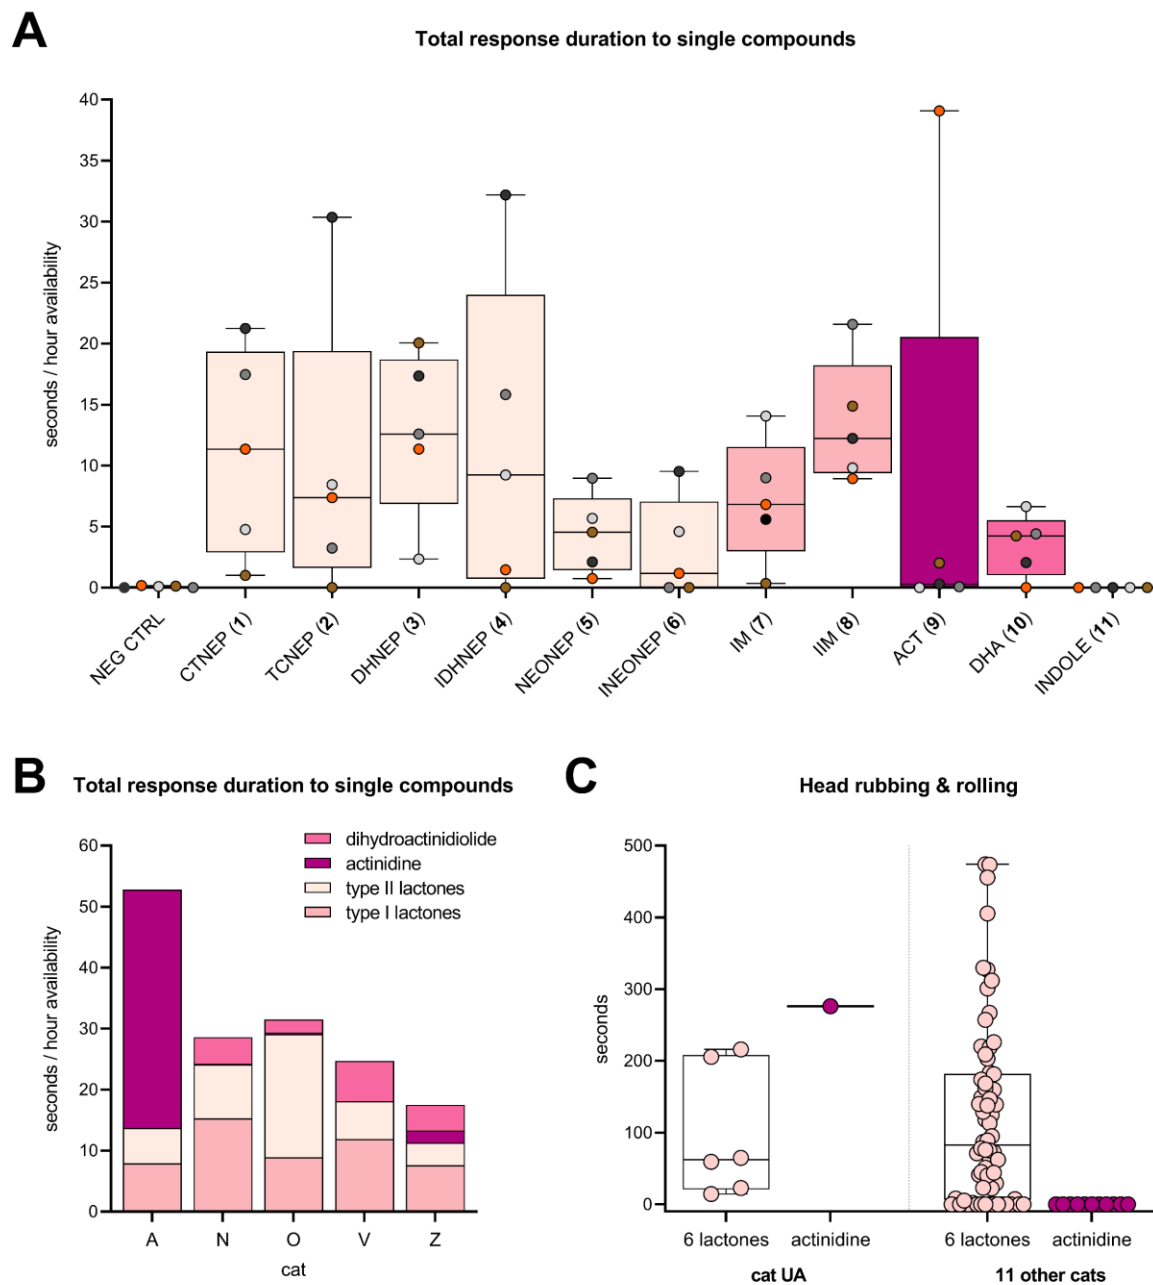 A
Total response duration to single compounds
seconds / hour availability
40
35
30
25
20
15
10
5
0
NEG CTRL
CTNEP (1)
TCNEP (2)
DHNEP (3)
IDHNEP (4)
NEONEP (5)
INEONEP (6)
IM (7)
IIM (8)
ACT (9)
DHA (10)
INDOLE (11)
B
Total response duration to single compounds
dihydroactinidiolide
actinidine
type II lactones
type I lactones
seconds / hour availability
60
50
40
30
20
10
0
A N O V Z
cat
C
Head rubbing & rolling
seconds
500
400
300
200
100
0
6 lactones actinidine 6 lactones actinidine
cat UA 11 other cats